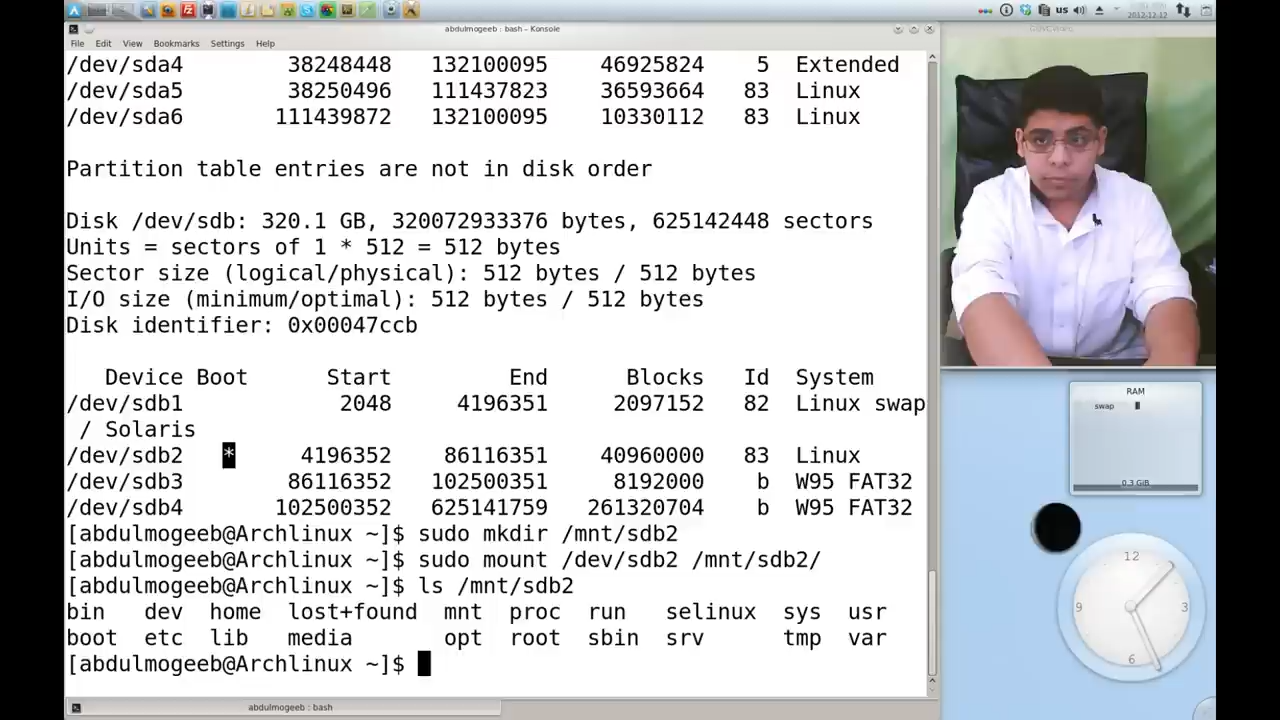 us
2012-12-12
abdulmogeeb : bash – Konsole
File Edit View Bookmarks Settings Help
/dev/sda4 38248448 132100095 46925824 5 Extended
/dev/sda5 38250496 111437823 36593664 83 Linux
/dev/sda6 111439872 132100095 10330112 83 Linux
Partition table entries are not in disk order
Disk /dev/sdb: 320.1 GB, 320072933376 bytes, 625142448 sectors
Units = sectors of 1 * 512 = 512 bytes
Sector size (logical/physical): 512 bytes / 512 bytes
I/O size (minimum/optimal): 512 bytes / 512 bytes
Disk identifier: 0x00047ccb
Device Boot Start End Blocks Id System
/dev/sdb1 2048 4196351 2097152 82 Linux swap
/ Solaris
/dev/sdb2 * 4196352 86116351 40960000 83 Linux
/dev/sdb3 86116352 102500351 8192000 b W95 FAT32
/dev/sdb4 102500352 625141759 261320704 b W95 FAT32
[abdulmogeeb@Archlinux ~]$ sudo mkdir /mnt/sdb2
[abdulmogeeb@Archlinux ~]$ sudo mount /dev/sdb2 /mnt/sdb2/
[abdulmogeeb@Archlinux ~]$ ls /mnt/sdb2
bin dev home lost+found mnt proc run selinux sys usr
boot etc lib media opt root sbin srv tmp var
[abdulmogeeb@Archlinux ~]$
abdulmogeeb : bash
RAM
swap
0.3 GiB
12
9
3
6